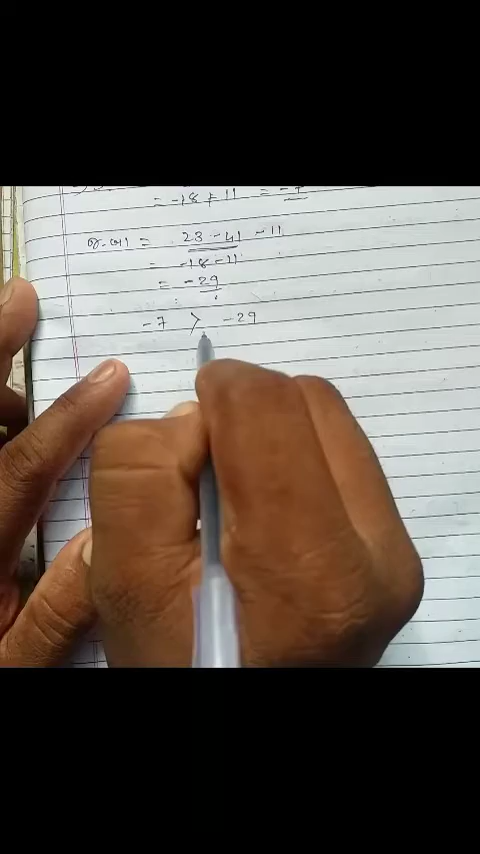 = -18 + 11 = -7
જ.બા. = 23 - 41 - 11
= -18 - 11
= -29
-7 > -29